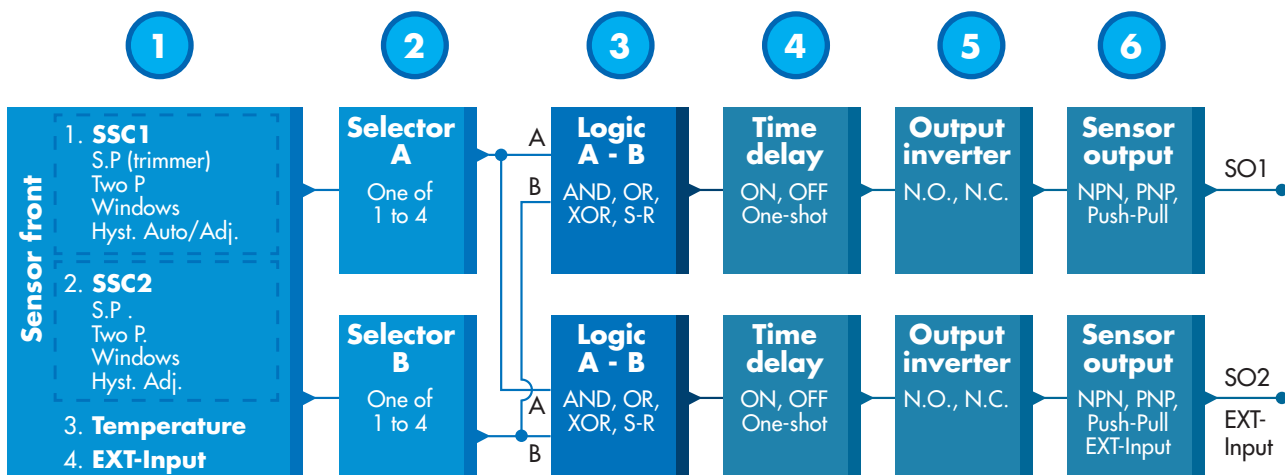 1
2
3
4
5
6
Sensor front
1. SSC1
S.P (trimmer)
Two P
Windows
Hyst. Auto/Adj.
2. SSC2
S.P .
Two P.
Windows
Hyst. Adj.
3. Temperature
4. EXT-Input
Selector
A
One of
1 to 4
A
B
Logic
A - B
AND, OR,
XOR, S-R
Time
delay
ON, OFF
One-shot
Output
inverter
N.O., N.C.
Sensor
output
NPN, PNP,
Push-Pull
SO1
Selector
B
One of
1 to 4
A
B
Logic
A - B
AND, OR,
XOR, S-R
Time
delay
ON, OFF
One-shot
Output
inverter
N.O., N.C.
Sensor
output
NPN, PNP,
Push-Pull
EXT-Input
SO2
EXT-
Input